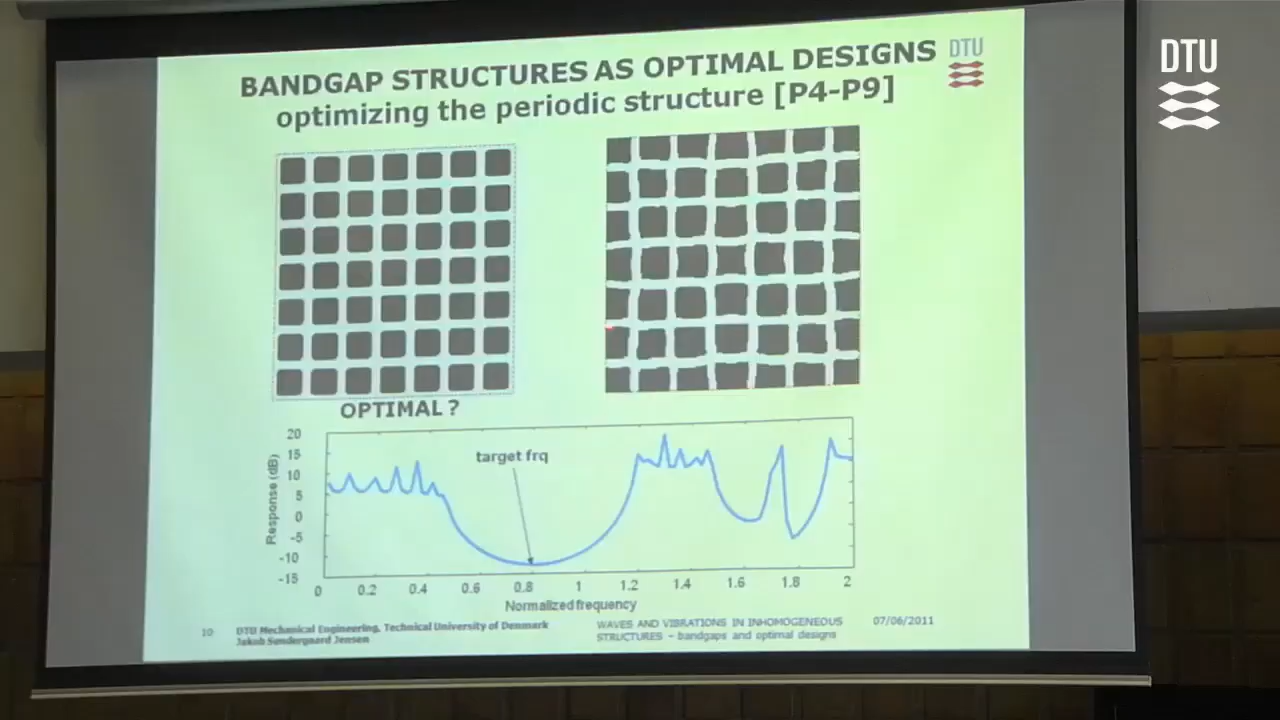 BANDGAP STRUCTURES AS OPTIMAL DESIGNS
optimizing the periodic structure [P4-P9]
DTU
DTU
OPTIMAL ?
target frq
Response (dB)
20
15
10
5
0
-5
-10
-15
0 0.2 0.4 0.6 0.8 1 1.2 1.4 1.6 1.8 2
Normalized frequency
10
DTU Mechanical Engineering, Technical University of Denmark
Jakob Søndergaard Jensen
WAVES AND VIBRATIONS IN INHOMOGENEOUS
STRUCTURES – bandgaps and optimal designs
07/06/2011